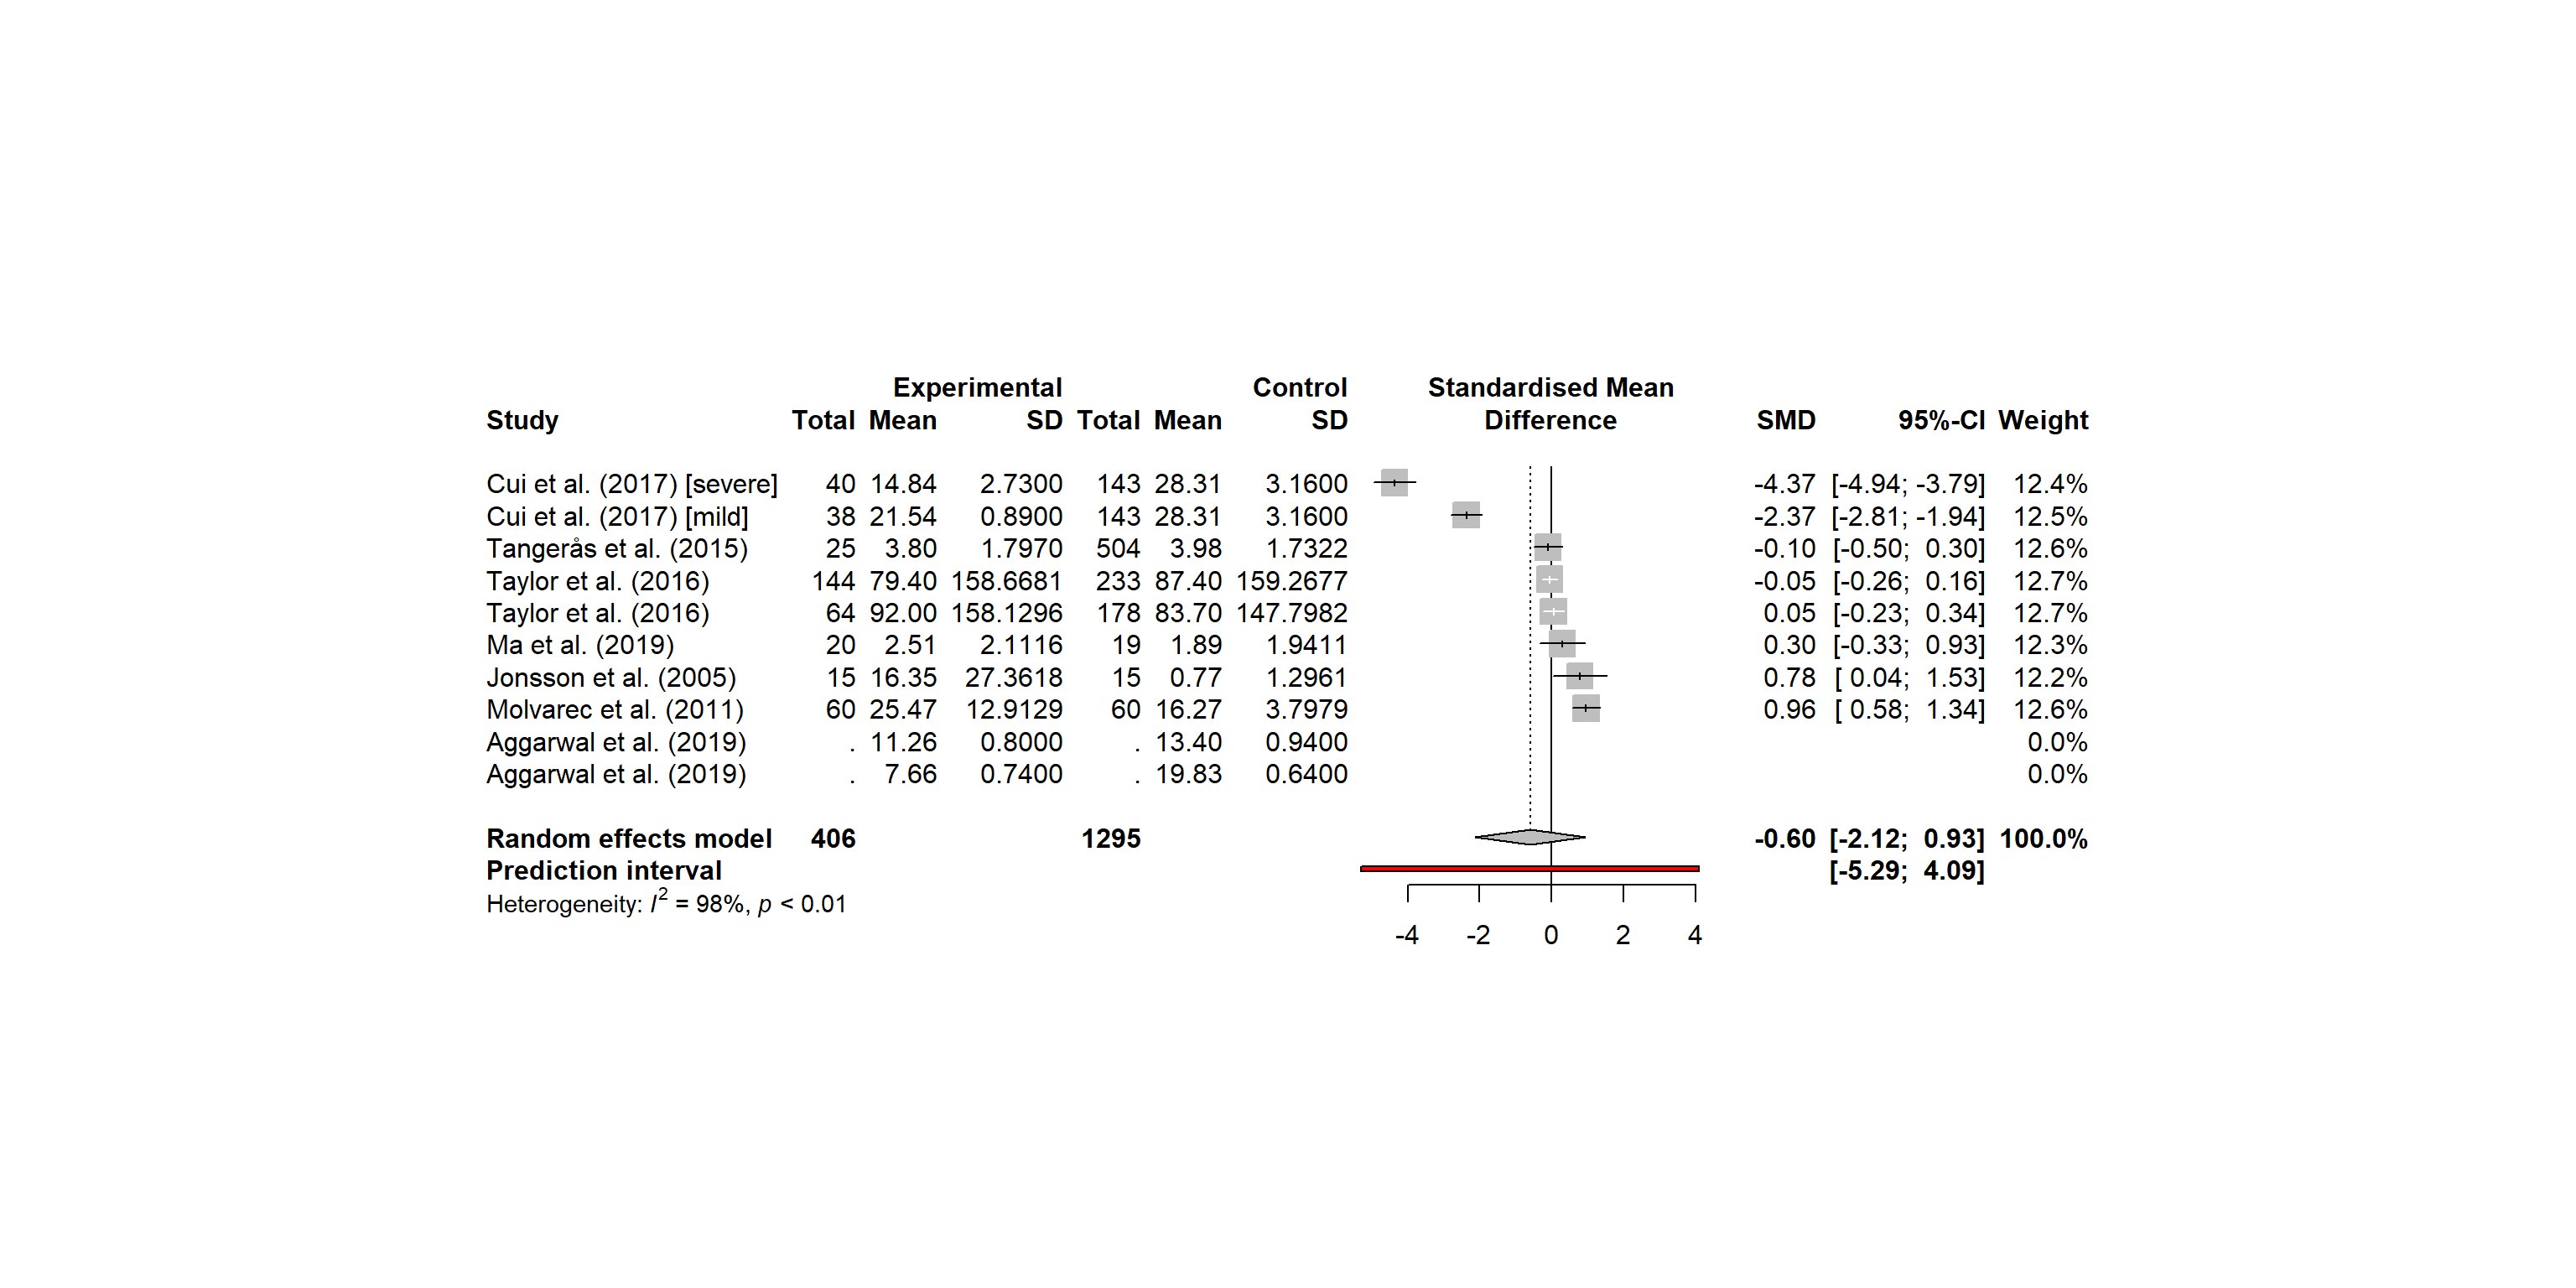 Experimental Control Standardised Mean
Study Total Mean SD Total Mean SD Difference SMD 95%-CI Weight
Cui et al. (2017) [severe] 40 14.84 2.7300 143 28.31 3.1600 -4.37 [-4.94; -3.79] 12.4%
Cui et al. (2017) [mild] 38 21.54 0.8900 143 28.31 3.1600 -2.37 [-2.81; -1.94] 12.5%
Tangerås et al. (2015) 25 3.80 1.7970 504 3.98 1.7322 -0.10 [-0.50; 0.30] 12.6%
Taylor et al. (2016) 144 79.40 158.6681 233 87.40 159.2677 -0.05 [-0.26; 0.16] 12.7%
Taylor et al. (2016) 64 92.00 158.1296 178 83.70 147.7982 0.05 [-0.23; 0.34] 12.7%
Ma et al. (2019) 20 2.51 2.1116 19 1.89 1.9411 0.30 [-0.33; 0.93] 12.3%
Jonsson et al. (2005) 15 16.35 27.3618 15 0.77 1.2961 0.78 [ 0.04; 1.53] 12.2%
Molvarec et al. (2011) 60 25.47 12.9129 60 16.27 3.7979 0.96 [ 0.58; 1.34] 12.6%
Aggarwal et al. (2019) . 11.26 0.8000 . 13.40 0.9400 0.0%
Aggarwal et al. (2019) . 7.66 0.7400 . 19.83 0.6400 0.0%
Random effects model 406 1295 -0.60 [-2.12; 0.93] 100.0%
Prediction interval [-5.29; 4.09]
Heterogeneity: I² = 98%, p < 0.01
-4 -2 0 2 4